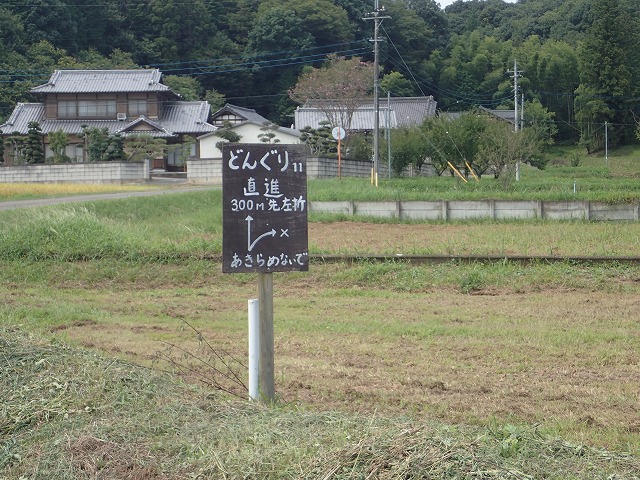 どんぐり11
直進
300m先左折
×
あきらめないで